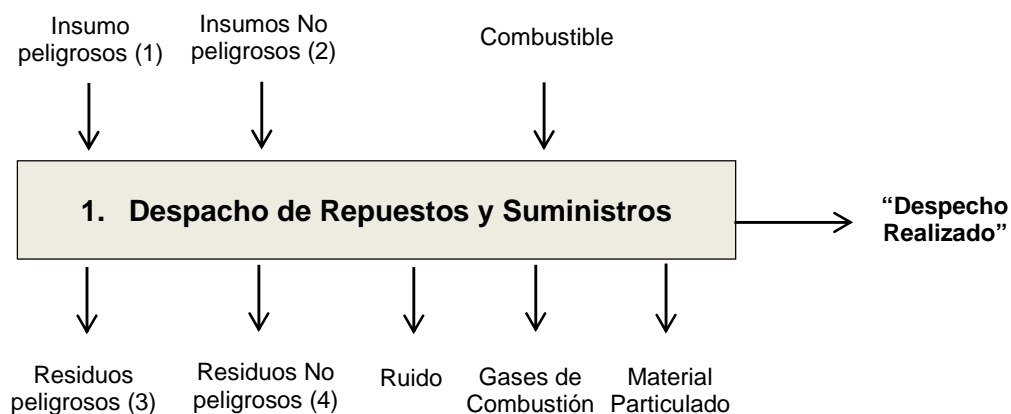 Insumo
peligrosos (1)
Insumos No
peligrosos (2)
Combustible
1. Despacho de Repuestos y Suministros
“Despecho
Realizado”
Residuos
peligrosos (3)
Residuos No
peligrosos (4)
Ruido
Gases de
Combustión
Material
Particulado